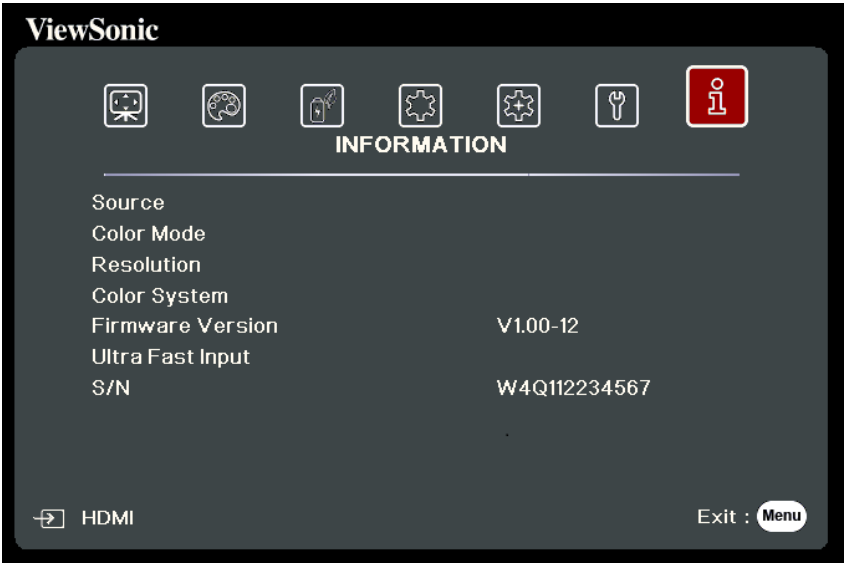 ViewSonic
INFORMATION
Source
Color Mode
Resolution
Color System
Firmware Version V1.00-12
Ultra Fast Input
S/N W4Q112234567
HDMI Exit : Menu